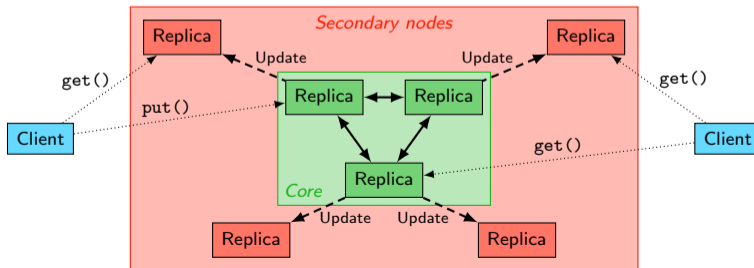 Secondary nodes
Replica
Replica
Update
Update
get()
get()
Replica
Replica
put()
Client
Client
get()
Replica
Core
Update
Update
Replica
Replica